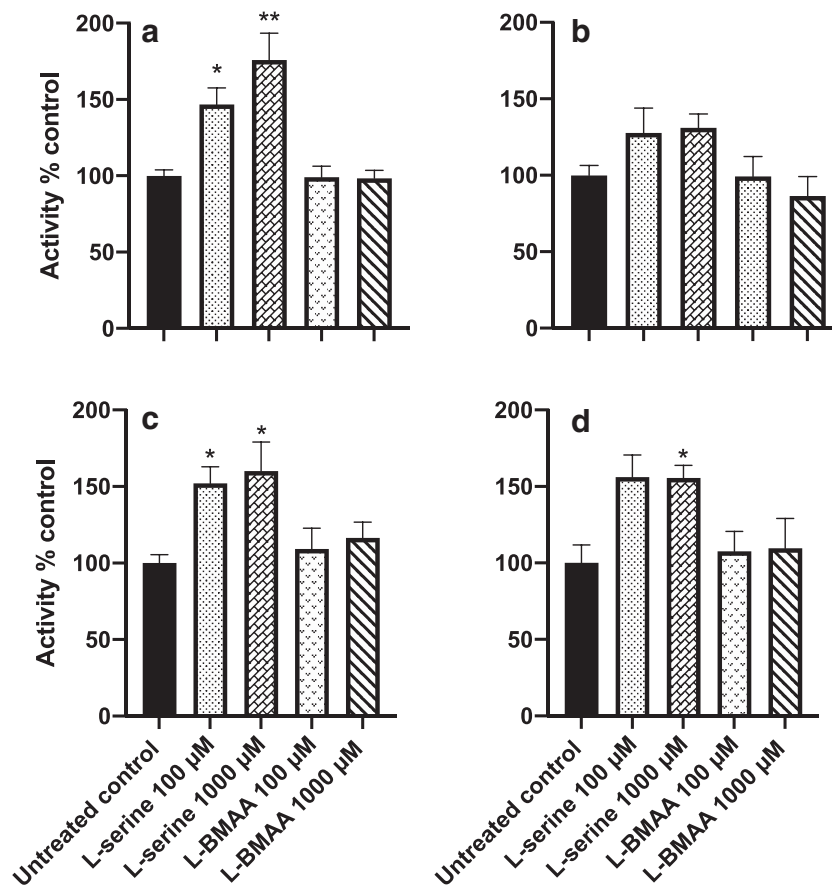 a
b
Activity % control
200
150
100
50
0
*
**
200
150
100
50
0
c
d
Activity % control
200
150
100
50
0
*
*
200
150
100
50
0
*
Untreated control
L-serine 100 µM
L-serine 1000 µM
L-BMAA 100 µM
L-BMAA 1000 µM
Untreated control
L-serine 100 µM
L-serine 1000 µM
L-BMAA 100 µM
L-BMAA 1000 µM